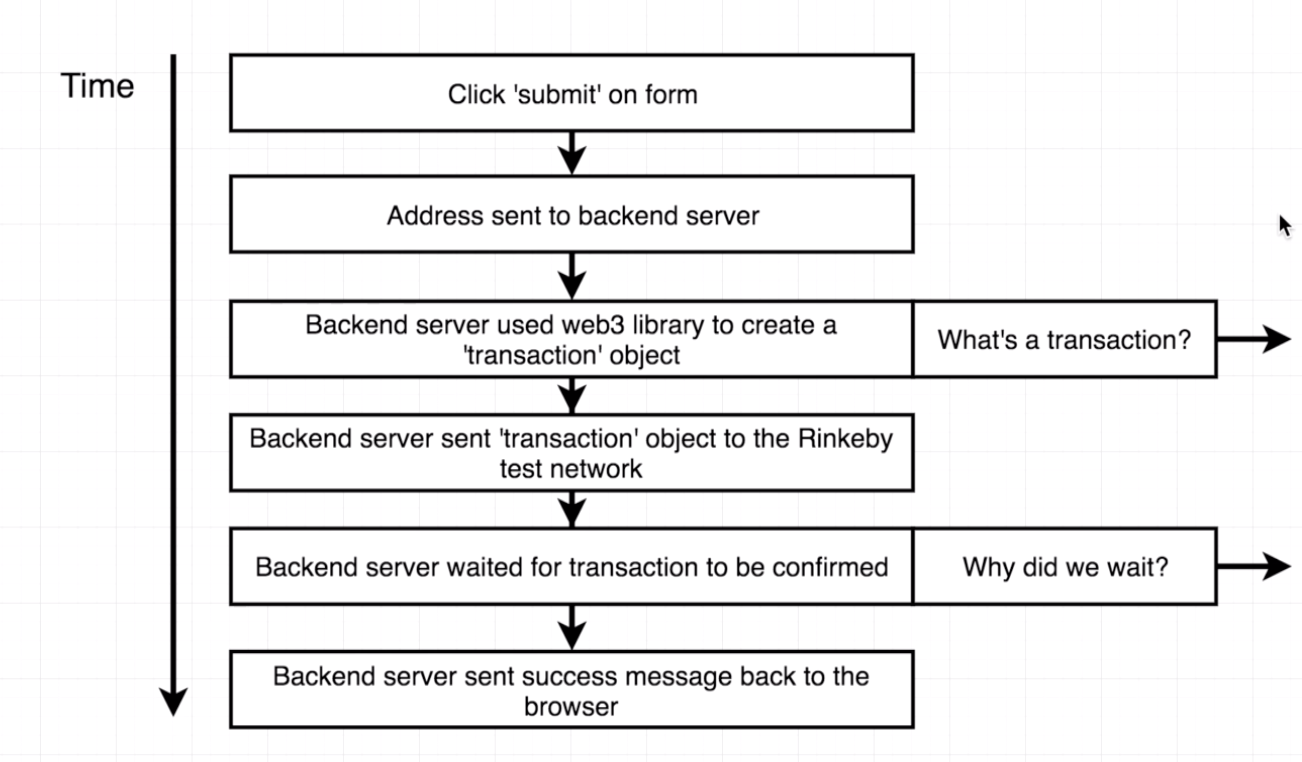 Time
Click 'submit' on form
Address sent to backend server
Backend server used web3 library to create a
'transaction' object
What's a transaction?
Backend server sent 'transaction' object to the Rinkeby
test network
Backend server waited for transaction to be confirmed
Why did we wait?
Backend server sent success message back to the
browser